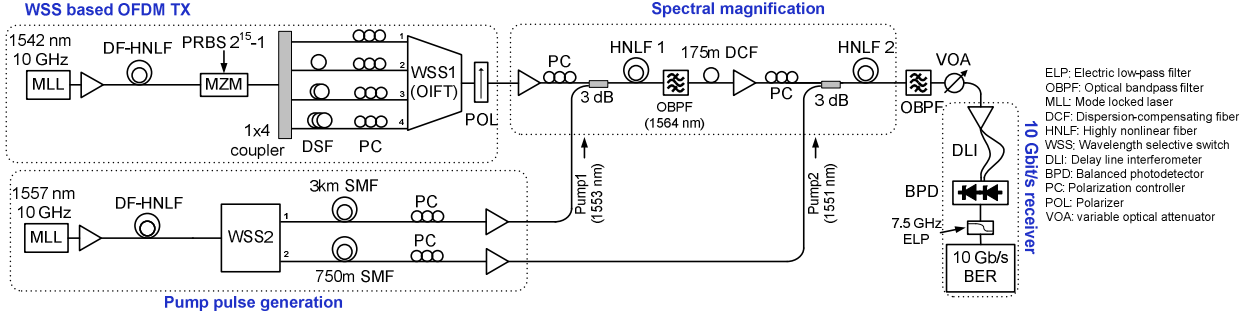 WSS based OFDM TX
1542 nm
10 GHz
MLL
DF-HNLF
PRBS 2¹⁵-1
MZM
1x4
coupler
DSF
PC
1
2
3
4
WSS1
(OIFT)
POL
Spectral magnification
PC
3 dB
HNLF 1
OBPF
(1564 nm)
175m DCF
PC
3 dB
HNLF 2
OBPF
VOA
Pump1
(1553 nm)
Pump2
(1551 nm)
1557 nm
10 GHz
MLL
DF-HNLF
WSS2
1
2
3km SMF
PC
750m SMF
PC
Pump pulse generation
DLI
BPD
7.5 GHz
ELP
10 Gb/s
BER
10 Gbit/s receiver
ELP: Electric low-pass filter
OBPF: Optical bandpass filter
MLL: Mode locked laser
DCF: Dispersion-compensating fiber
HNLF: Highly nonlinear fiber
WSS; Wavelength selective switch
DLI: Delay line interferometer
BPD: Balanced photodetector
PC: Polarization controller
POL: Polarizer
VOA: variable optical attenuator